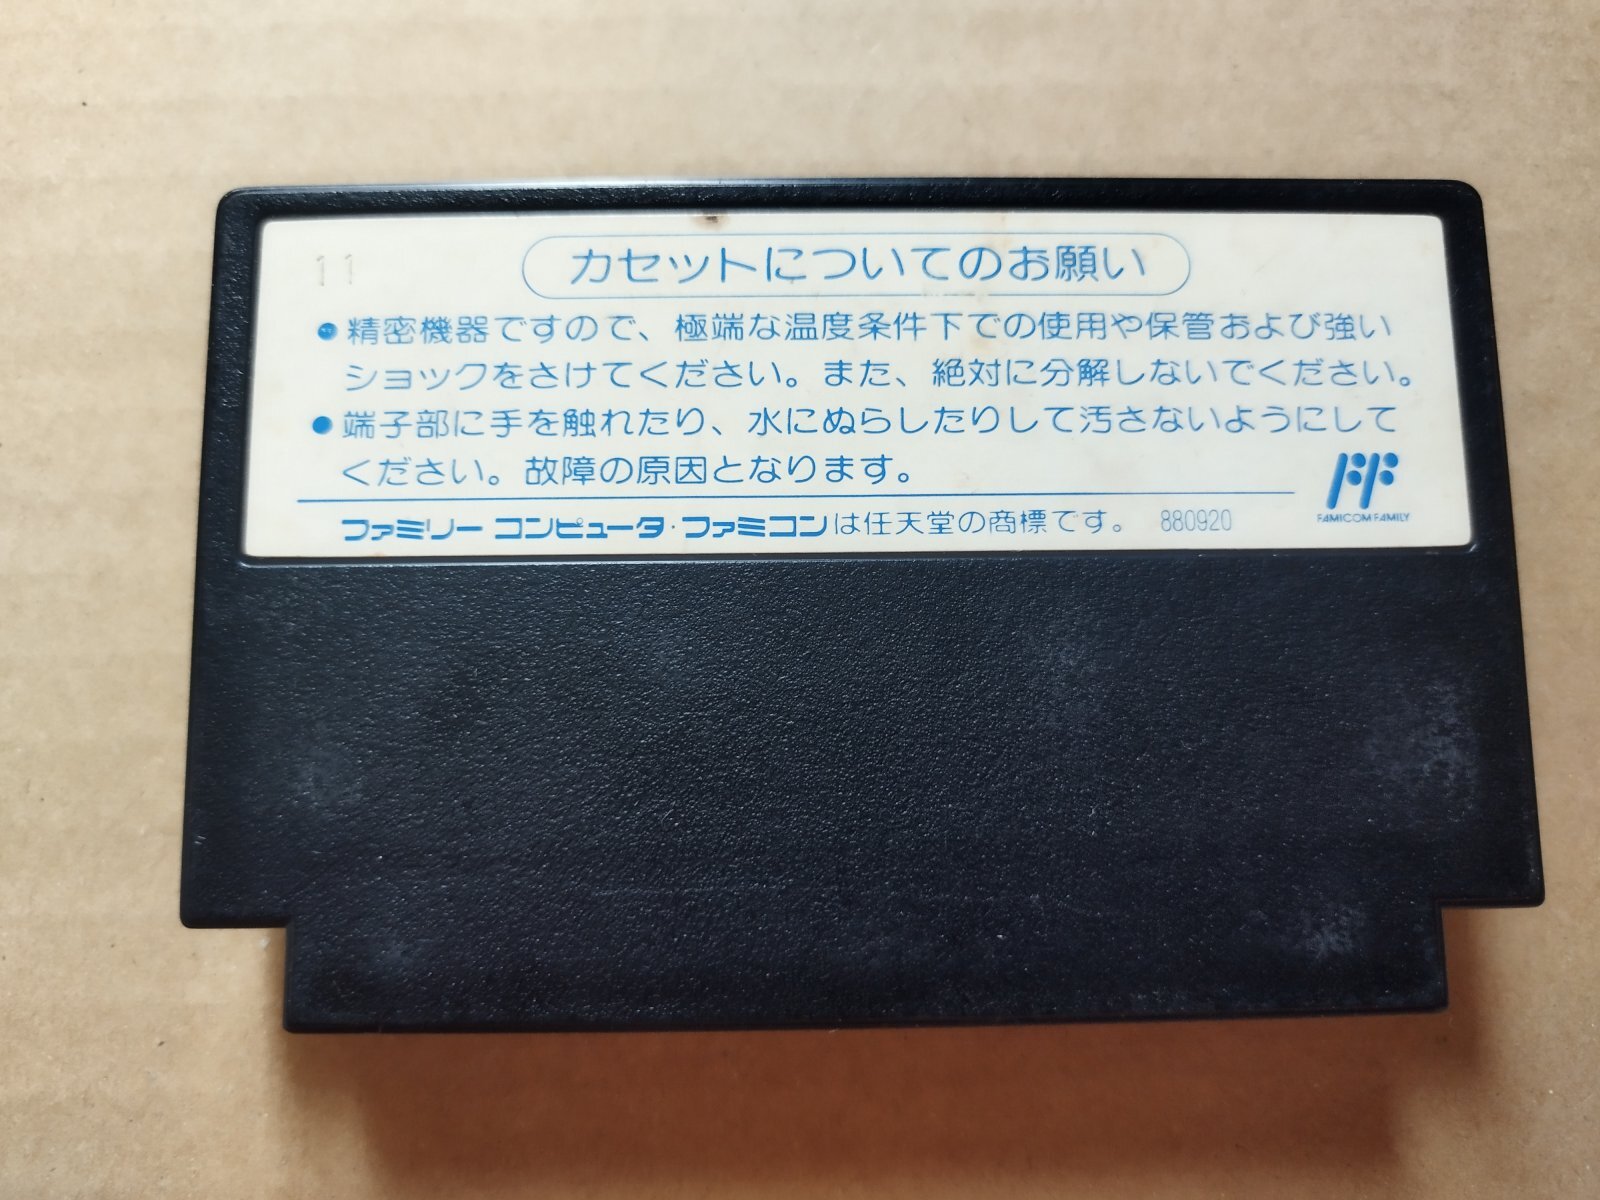 11
カセットについてのお願い
●精密機器ですので、極端な温度条件下での使用や保管および強い
ショックをさけてください。また、絶対に分解しないでください。
●端子部に手を触れたり、水にぬらしたりして汚さないようにして
ください。故障の原因となります。
ファミリー コンピュータ・ファミコンは任天堂の商標です。 880920
FF
FAMICOM FAMILY